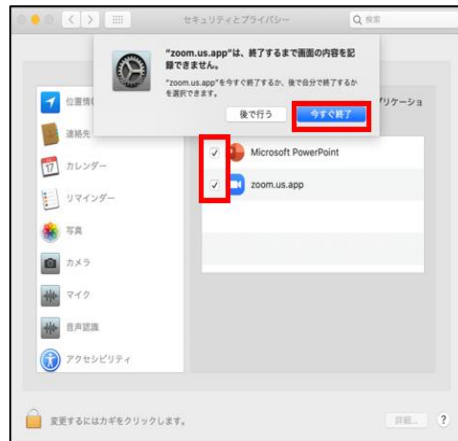 セキュリティとプライバシー
検索
"zoom.us.app"は、終了するまで画面の内容を記
録できません。
"zoom.us.app"を今すぐ終了するか、後で自分で終了するか
を選択できます。
後で行う
今すぐ終了
位置情
プリケーショ
連絡先
Microsoft PowerPoint
17
カレンダー
zoom.us.app
リマインダー
写真
カメラ
マイク
音声認識
アクセシビリティ
変更するにはカギをクリックします。
詳細...
?